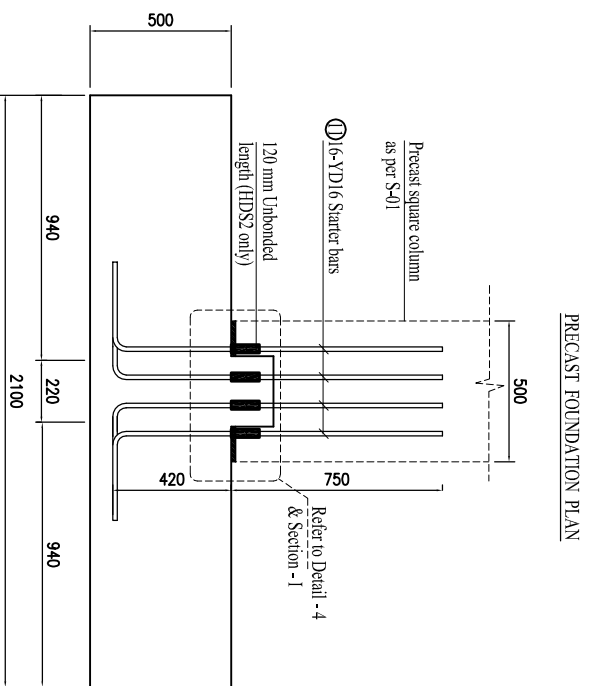 PRECAST FOUNDATION PLAN
500
Precast square column
as per S-01
11 16-YD16 Starter bars
120 mm Unbonded
length (HDS2 only)
750
420
Refer to Detail - 4
& Section - I
500
940
220
940
2100